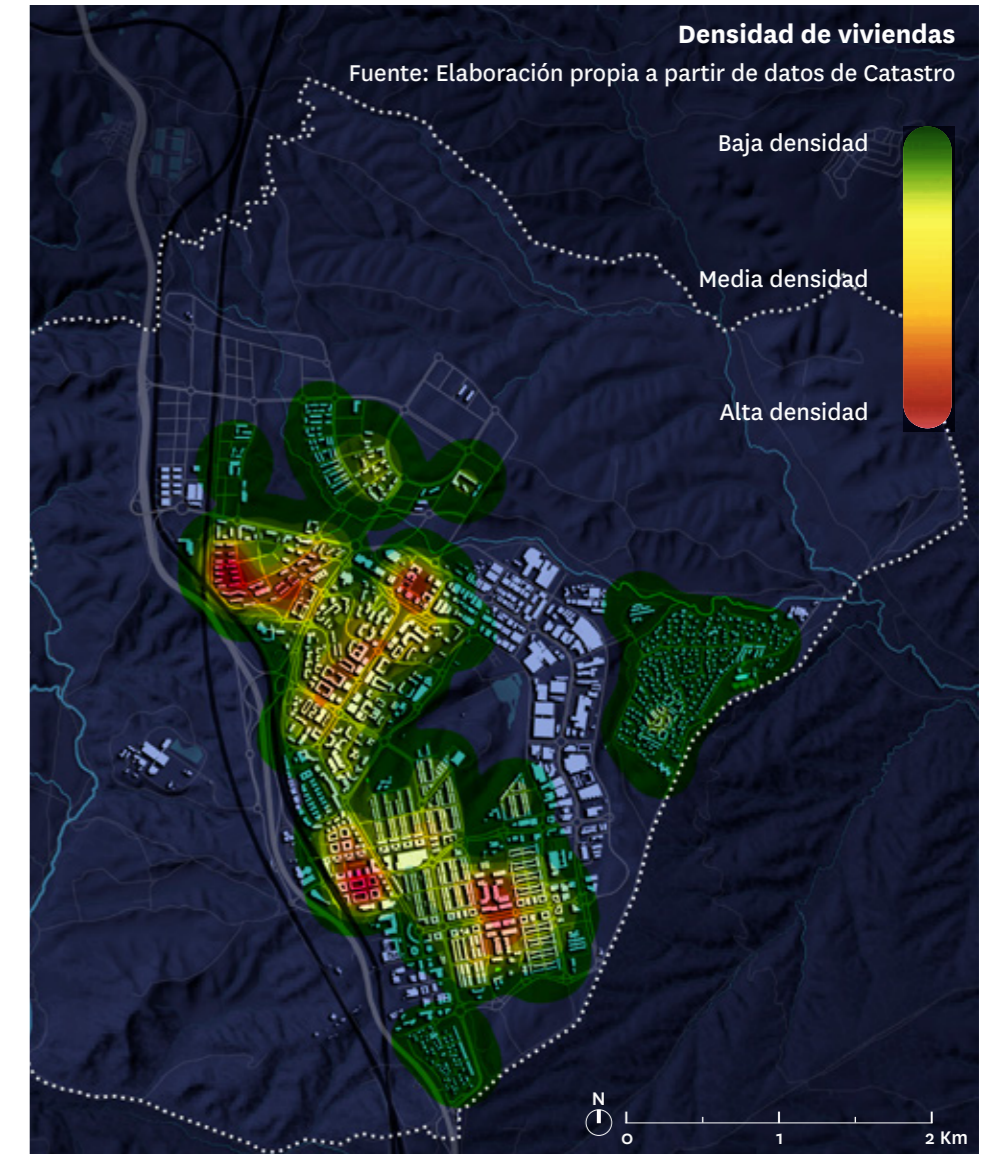 Densidad de viviendas
Fuente: Elaboración propia a partir de datos de Catastro
Baja densidad
Media densidad
Alta densidad
N
0 1 2 Km